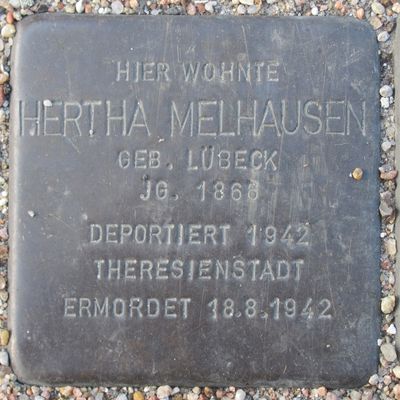 HIER WOHNTE
HERTHA MELHAUSEN
GEB. LÜBECK
JG. 1866
DEPORTIERT 1942
THERESIENSTADT
ERMORDET 18.8.1942